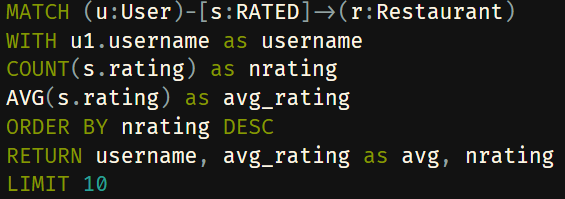 MATCH (u:User)-[s:RATED]->(r:Restaurant)
WITH u1.username as username
COUNT(s.rating) as nrating
AVG(s.rating) as avg_rating
ORDER BY nrating DESC
RETURN username, avg_rating as avg, nrating
LIMIT 10